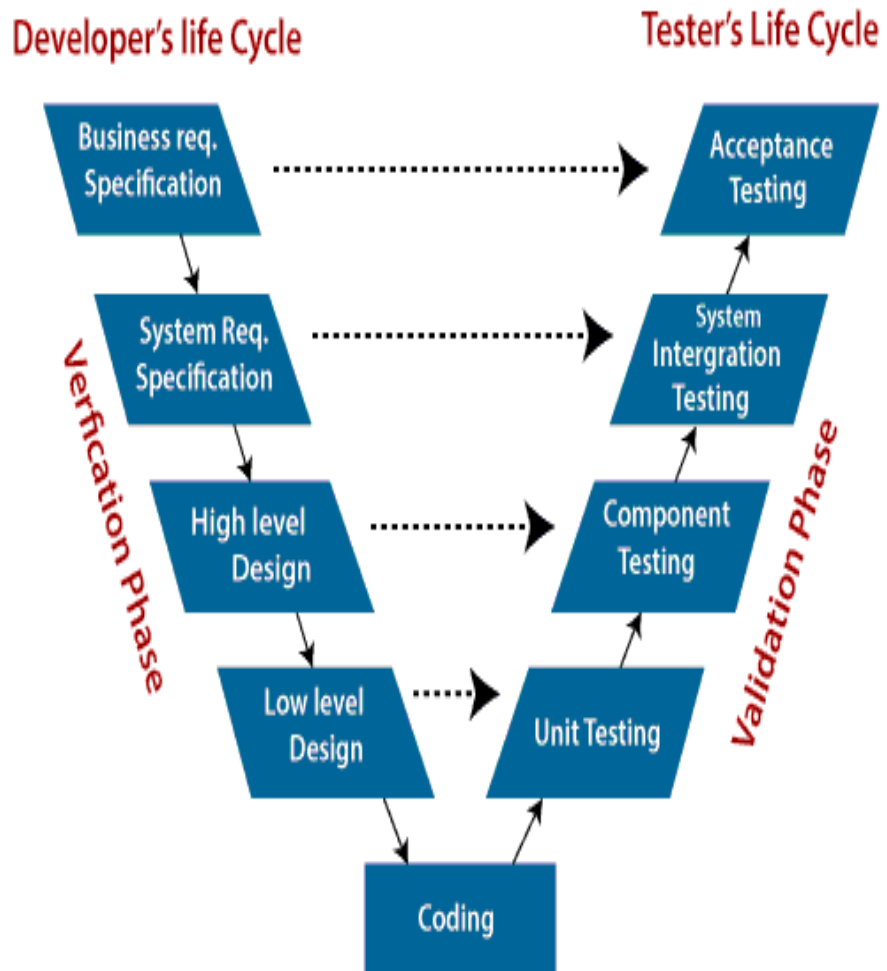 Developer's life Cycle
Tester's Life Cycle
Business req.
Specification
Acceptance
Testing
System Req.
Specification
System
Intergration
Testing
Verfication Phase
High level
Design
Component
Testing
Validation Phase
Low level
Design
Unit Testing
Coding